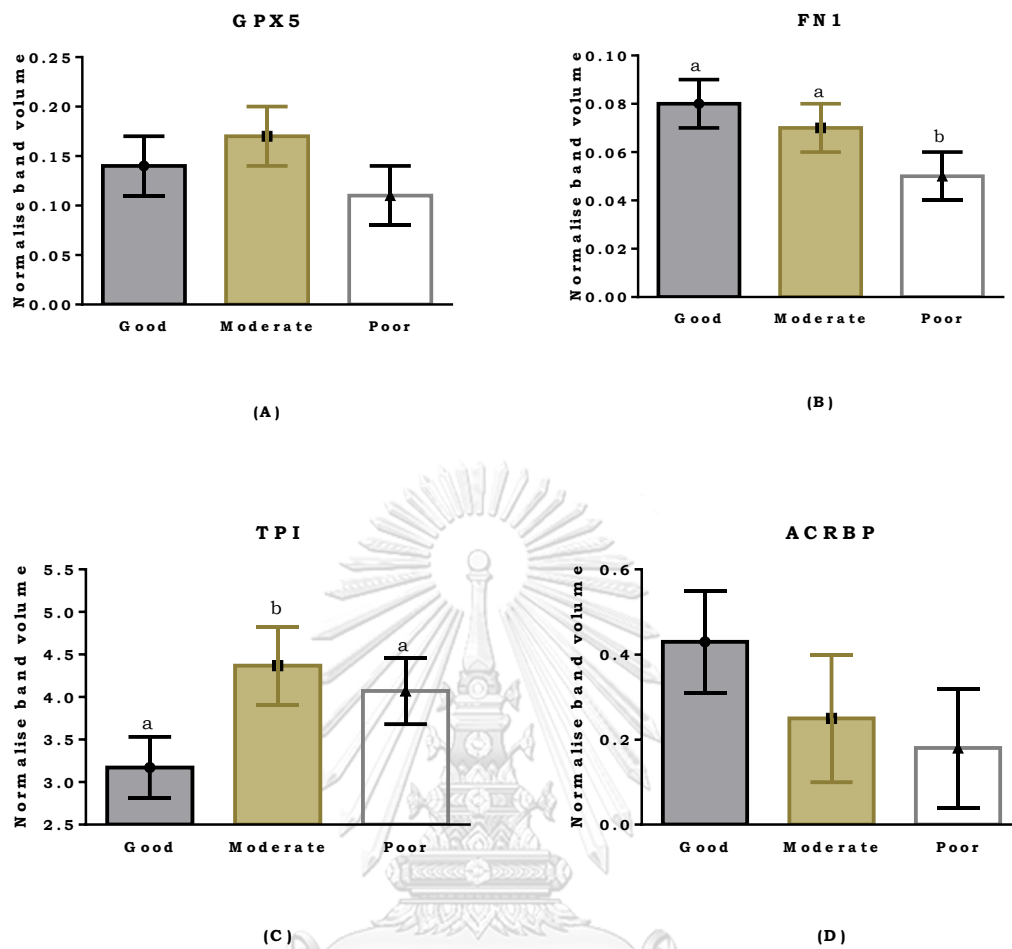 GPX5
Normalise band volume
0.25
0.20
0.15
0.10
0.05
0.00
Good Moderate Poor
(A)
FN1
Normalise band volume
0.10
0.08
0.06
0.04
0.02
0.00
a
a
b
Good Moderate Poor
(B)
TPI
Normalise band volume
5.5
5.0
4.5
4.0
3.5
3.0
2.5
a
b
a
Good Moderate Poor
(C)
ACRBP
Normalise band volume
0.6
0.4
0.2
0.0
Good Moderate Poor
(D)